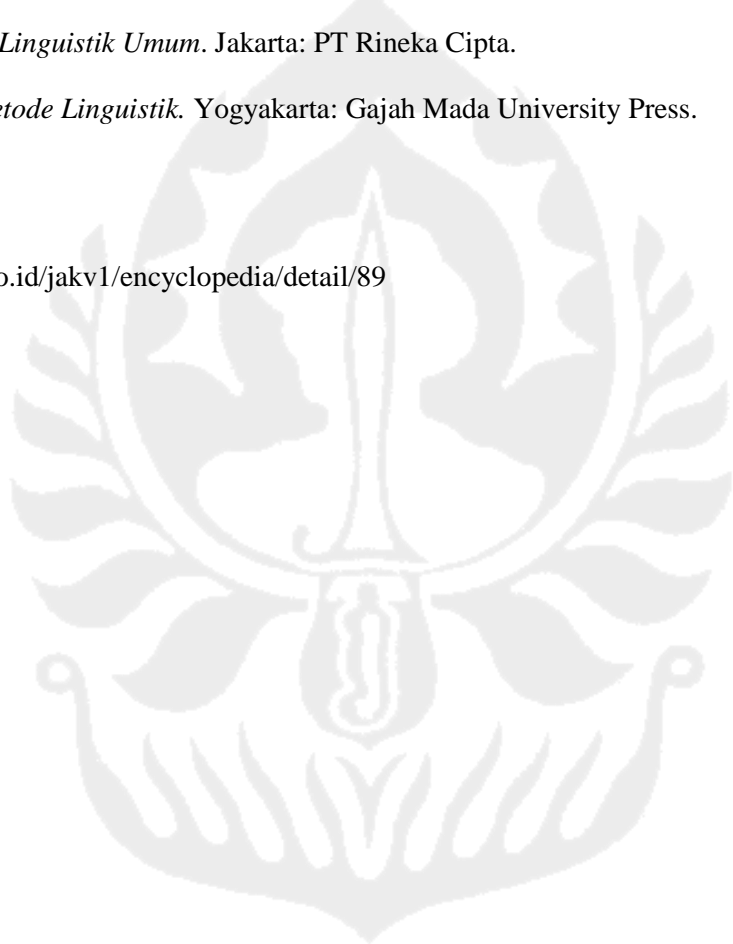 Linguistik Umum. Jakarta: PT Rineka Cipta.
etode Linguistik. Yogyakarta: Gajah Mada University Press.
o.id/jakv1/encyclopedia/detail/89